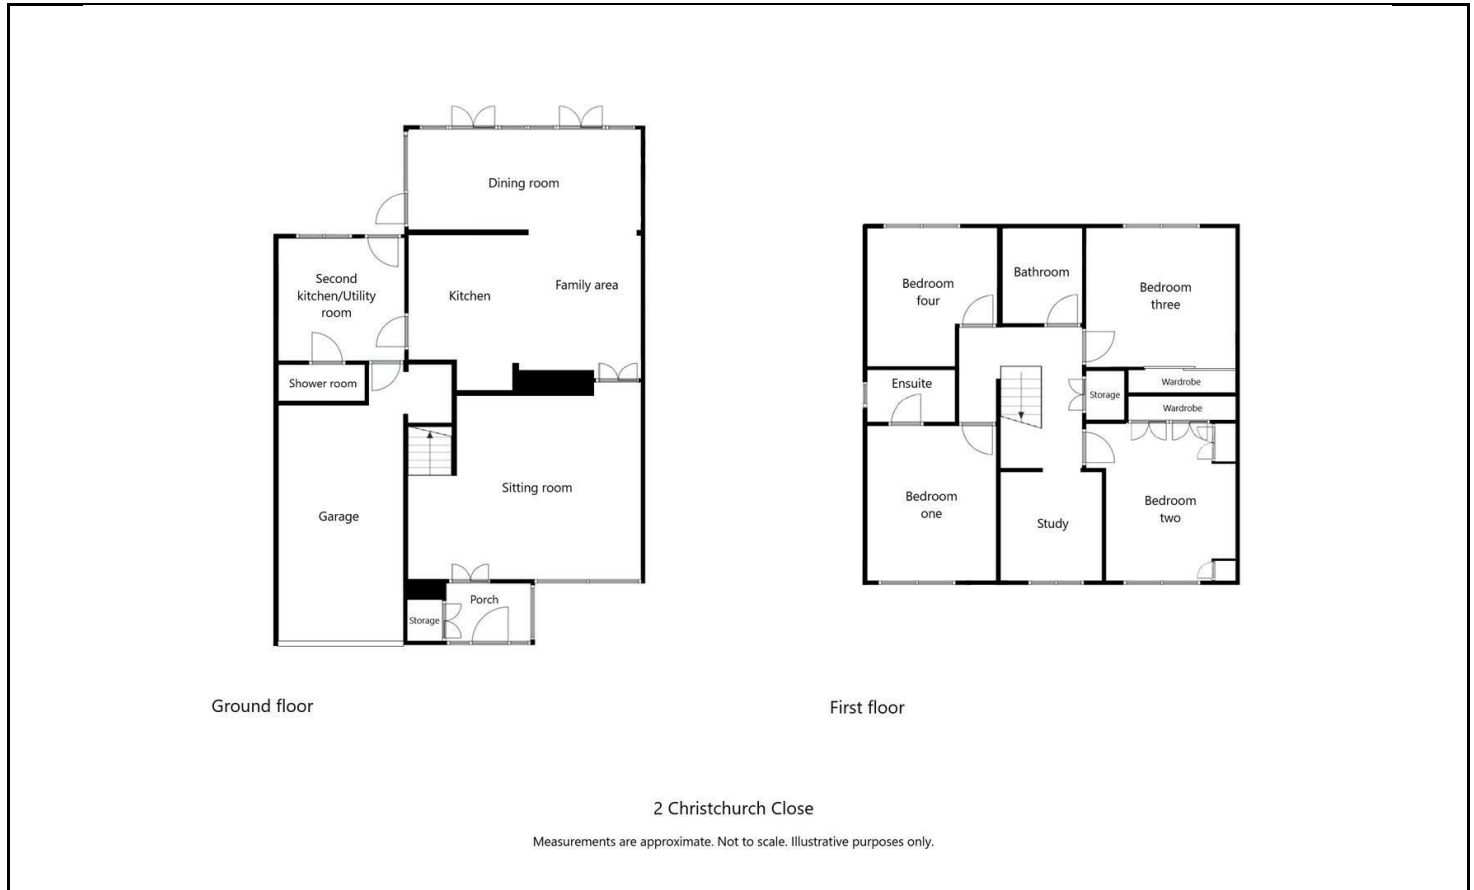 Dining room
Second
kitchen/Utility
room
Kitchen
Family area
Shower room
Sitting room
Garage
Porch
Storage
Ground floor
Bedroom
four
Bathroom
Bedroom
three
Ensuite
Wardrobe
Storage
Wardrobe
Bedroom
one
Study
Bedroom
two
First floor
2 Christchurch Close
Measurements are approximate. Not to scale. Illustrative purposes only.